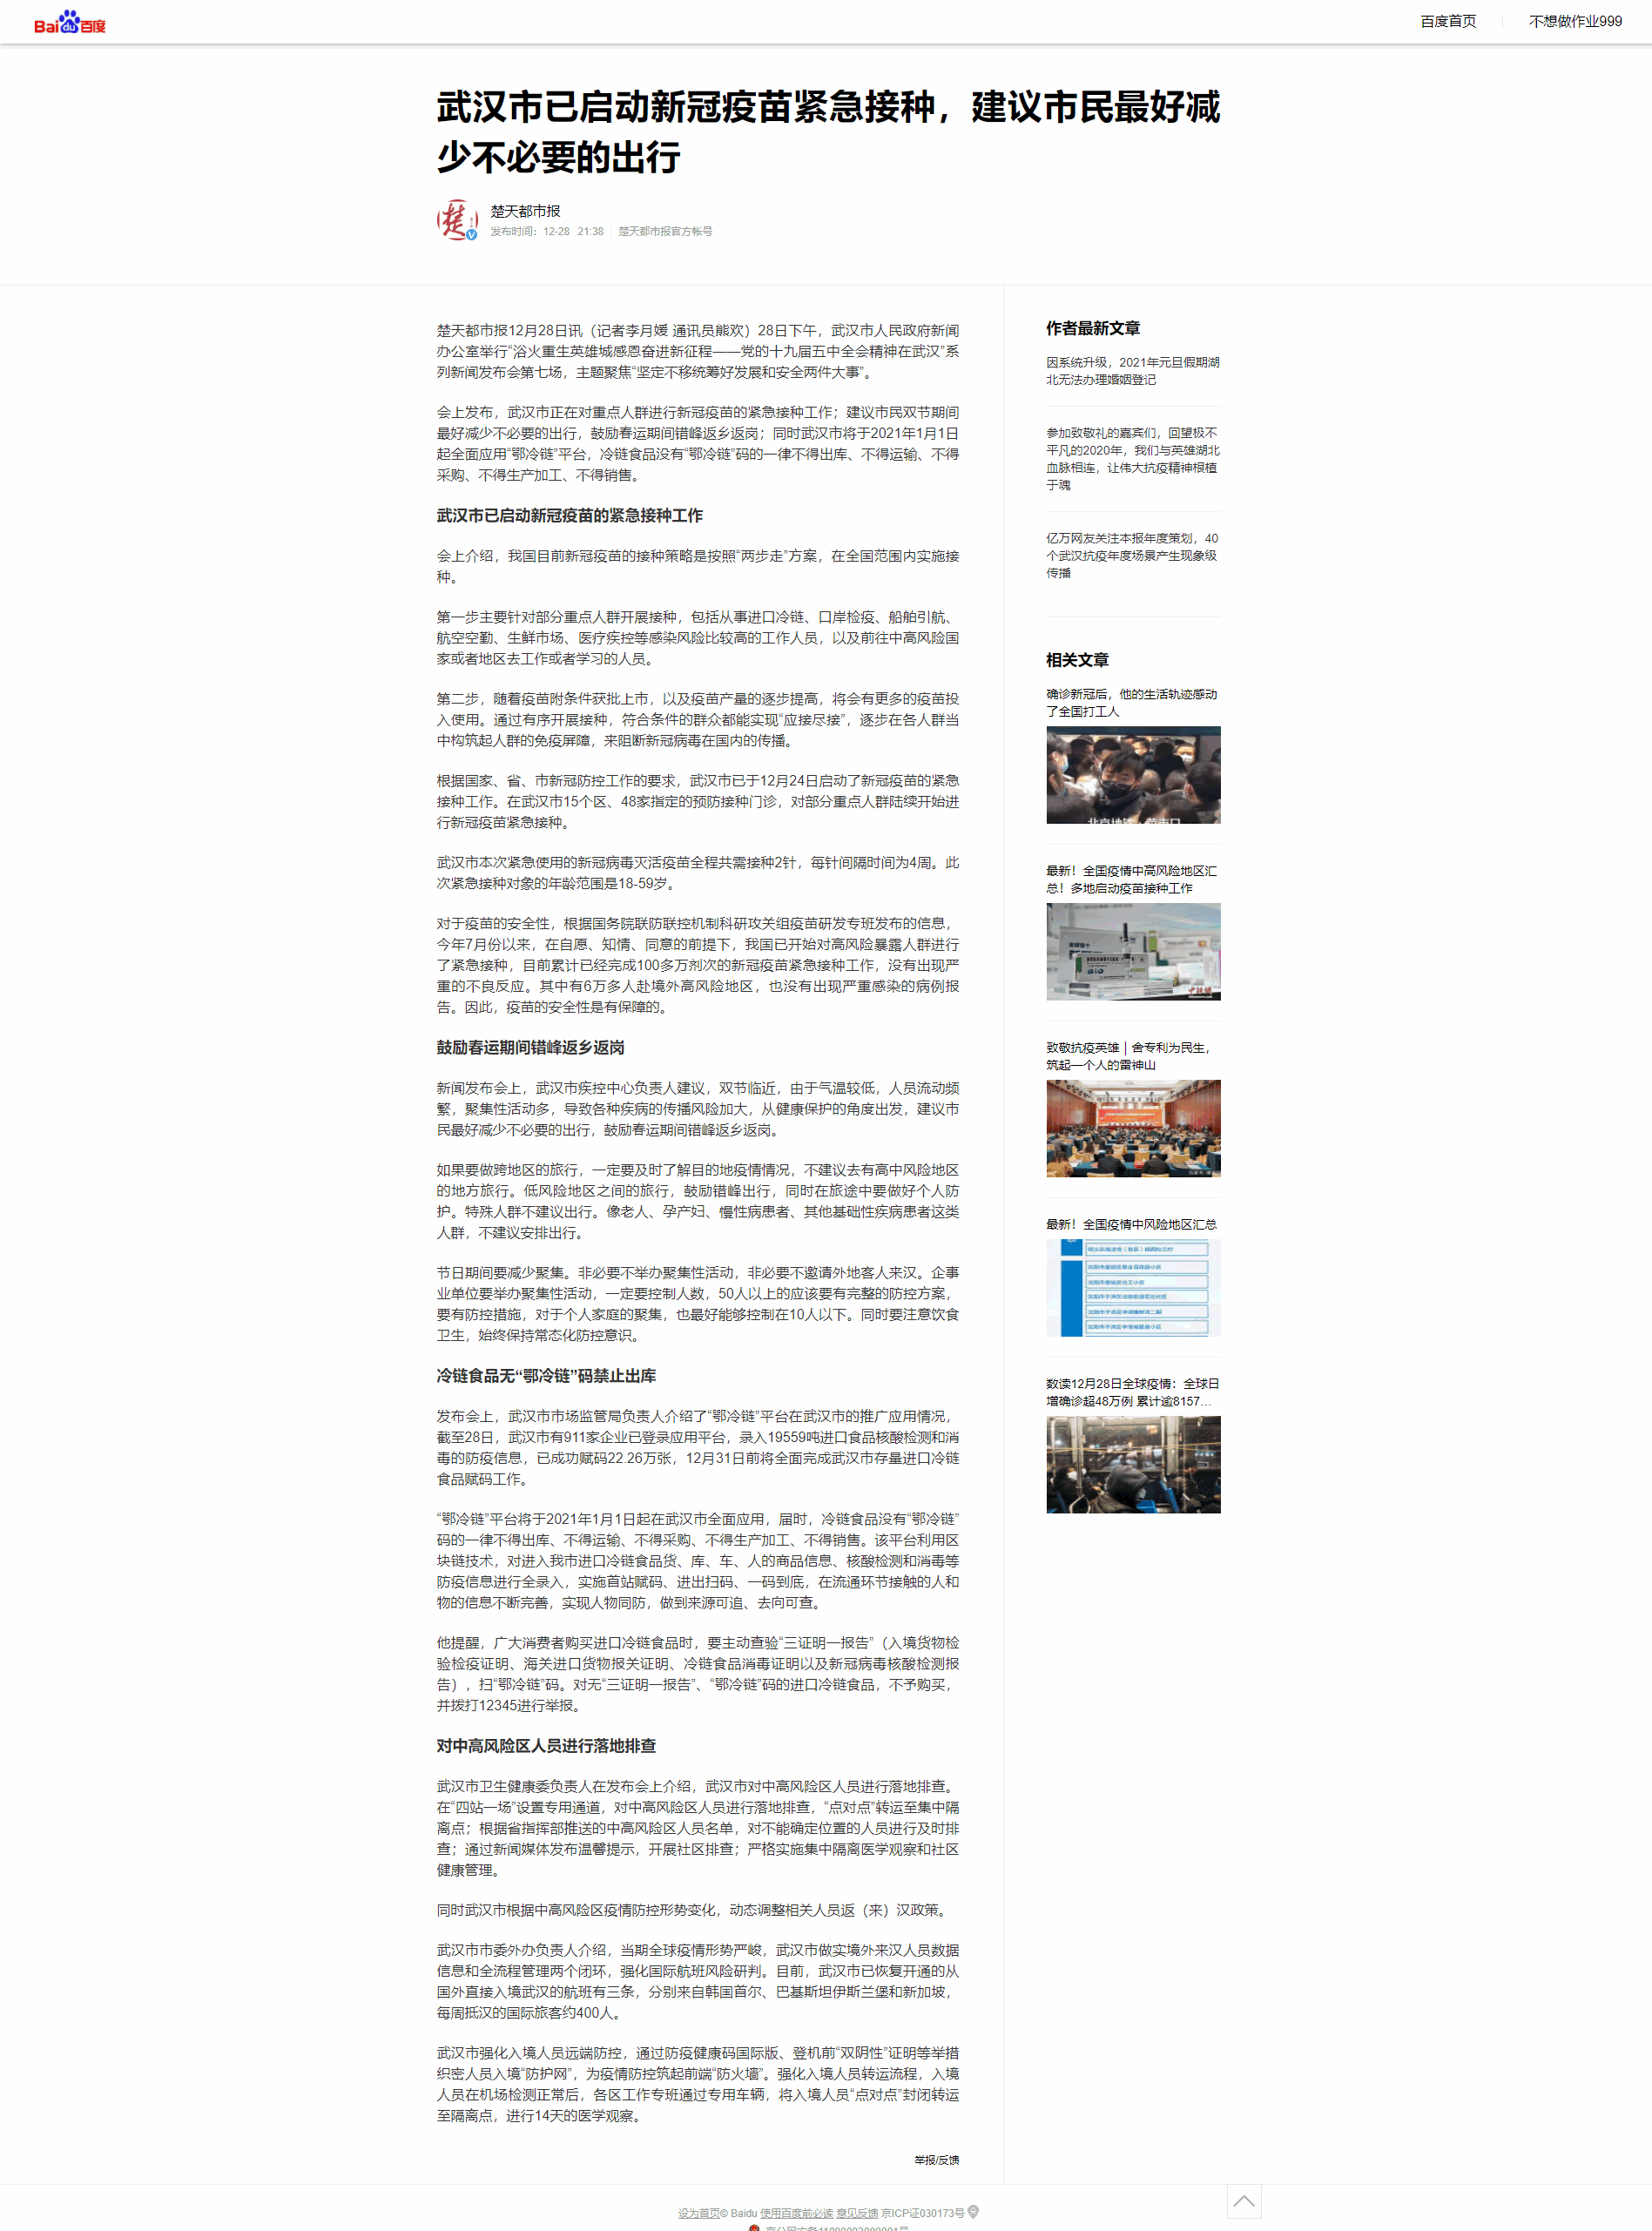 Bai du 百度
百度首页
不想做作业999
武汉市已启动新冠疫苗紧急接种，建议市民最好减
少不必要的出行
楚天都市报
发布时间：12-28 21:38 楚天都市报官方帐号
楚天都市报12月28日讯（记者李月媛 通讯员熊欢）28日下午，武汉市人民政府新闻
办公室举行“浴火重生英雄城感恩奋进新征程——党的十九届五中全会精神在武汉”系
列新闻发布会第七场，主题聚焦“坚定不移统筹好发展和安全两件大事”。
会上发布，武汉市正在对重点人群进行新冠疫苗的紧急接种工作；建议市民双节期间
最好减少不必要的出行，鼓励春运期间错峰返乡返岗；同时武汉市将于2021年1月1日
起全面应用“鄂冷链”平台，冷链食品没有“鄂冷链”码的一律不得出库、不得运输、不得
采购、不得生产加工、不得销售。
武汉市已启动新冠疫苗的紧急接种工作
会上介绍，我国目前新冠疫苗的接种策略是按照“两步走”方案，在全国范围内实施接
种。
第一步主要针对部分重点人群开展接种，包括从事进口冷链、口岸检疫、船舶引航、
航空空勤、生鲜市场、医疗疾控等感染风险比较高的工作人员，以及前往中高风险国
家或者地区去工作或者学习的人员。
第二步，随着疫苗附条件获批上市，以及疫苗产量的逐步提高，将会有更多的疫苗投
入使用。通过有序开展接种，符合条件的群众都能实现“应接尽接”，逐步在各人群当
中构筑起人群的免疫屏障，来阻断新冠病毒在国内的传播。
根据国家、省、市新冠防控工作的要求，武汉市已于12月24日启动了新冠疫苗的紧急
接种工作。在武汉市15个区、48家指定的预防接种门诊，对部分重点人群陆续开始进
行新冠疫苗紧急接种。
武汉市本次紧急使用的新冠病毒灭活疫苗全程共需接种2针，每针间隔时间为4周。此
次紧急接种对象的年龄范围是18-59岁。
对于疫苗的安全性，根据国务院联防联控机制科研攻关组疫苗研发专班发布的信息，
今年7月份以来，在自愿、知情、同意的前提下，我国已开始对高风险暴露人群进行
了紧急接种，目前累计已经完成100多万剂次的新冠疫苗紧急接种工作，没有出现严
重的不良反应。其中有6万多人赴境外高风险地区，也没有出现严重感染的病例报
告。因此，疫苗的安全性是有保障的。
鼓励春运期间错峰返乡返岗
新闻发布会上，武汉市疾控中心负责人建议，双节临近，由于气温较低，人员流动频
繁，聚集性活动多，导致各种疾病的传播风险加大，从健康保护的角度出发，建议市
民最好减少不必要的出行，鼓励春运期间错峰返乡返岗。
如果要做跨地区的旅行，一定要及时了解目的地疫情情况，不建议去有高中风险地区
的地方旅行。低风险地区之间的旅行，鼓励错峰出行，同时在旅途中要做好个人防
护。特殊人群不建议出行。像老人、孕产妇、慢性病患者、其他基础性疾病患者这类
人群，不建议安排出行。
节日期间要减少聚集。非必要不举办聚集性活动，非必要不邀请外地客人来汉。企事
业单位要举办聚集性活动，一定要控制人数，50人以上的应该要有完整的防控方案，
要有防控措施，对于个人家庭的聚集，也最好能够控制在10人以下。同时要注意饮食
卫生，始终保持常态化防控意识。
冷链食品无“鄂冷链”码禁止出库
发布会上，武汉市市场监管局负责人介绍了“鄂冷链”平台在武汉市的推广应用情况，
截至28日，武汉市有911家企业已登录应用平台，录入19559吨进口食品核酸检测和消
毒的防疫信息，已成功赋码22.26万张，12月31日前将全面完成武汉市存量进口冷链
食品赋码工作。
“鄂冷链”平台将于2021年1月1日起在武汉市全面应用，届时，冷链食品没有“鄂冷链”
码的一律不得出库、不得运输、不得采购、不得生产加工、不得销售。该平台利用区
块链技术，对进入我市进口冷链食品货、库、车、人的商品信息、核酸检测和消毒等
防疫信息进行全录入，实施首站赋码、进出扫码、一码到底，在流通环节接触的人和
物的信息不断完善，实现人物同防，做到来源可追、去向可查。
他提醒，广大消费者购买进口冷链食品时，要主动查验“三证明一报告”（入境货物检
验检疫证明、海关进口货物报关证明、冷链食品消毒证明以及新冠病毒核酸检测报
告），扫“鄂冷链”码。对无“三证明一报告”、“鄂冷链”码的进口冷链食品，不予购买，
并拨打12345进行举报。
对中高风险区人员进行落地排查
武汉市卫生健康委负责人在发布会上介绍，武汉市对中高风险区人员进行落地排查。
在“四站一场”设置专用通道，对中高风险区人员进行落地排查，“点对点”转运至集中隔
离点；根据省指挥部推送的中高风险区人员名单，对不能确定位置的人员进行及时排
查；通过新闻媒体发布温馨提示，开展社区排查；严格实施集中隔离医学观察和社区
健康管理。
同时武汉市根据中高风险区疫情防控形势变化，动态调整相关人员返（来）汉政策。
武汉市市委外办负责人介绍，当期全球疫情形势严峻，武汉市做实境外来汉人员数据
信息和全流程管理两个闭环，强化国际航班风险研判。目前，武汉市已恢复开通的从
国外直接入境武汉的航班有三条，分别来自韩国首尔、巴基斯坦伊斯兰堡和新加坡，
每周抵汉的国际旅客约400人。
武汉市强化入境人员远端防控，通过防疫健康码国际版、登机前“双阴性”证明等举措
织密人员入境“防护网”，为疫情防控筑起前端“防火墙”。强化入境人员转运流程，入境
人员在机场检测正常后，各区工作专班通过专用车辆，将入境人员“点对点”封闭转运
至隔离点，进行14天的医学观察。
举报/反馈
作者最新文章
因系统升级，2021年元旦假期湖
北无法办理婚姻登记
参加致敬礼的嘉宾们，回望极不
平凡的2020年，我们与英雄湖北
血脉相连，让伟大抗疫精神根植
于魂
亿万网友关注本报年度策划，40
个武汉抗疫年度场景产生现象级
传播
相关文章
确诊新冠后，他的生活轨迹感动
了全国打工人
最新！全国疫情中高风险地区汇
总！多地启动疫苗接种工作
致敬抗疫英雄 | 舍专利为民生，
筑起一个人的雷神山
最新！全国疫情中风险地区汇总
数读12月28日全球疫情：全球日
增确诊超48万例 累计逾8157...
设为首页© Baidu 使用百度前必读 意见反馈 京ICP证030173号